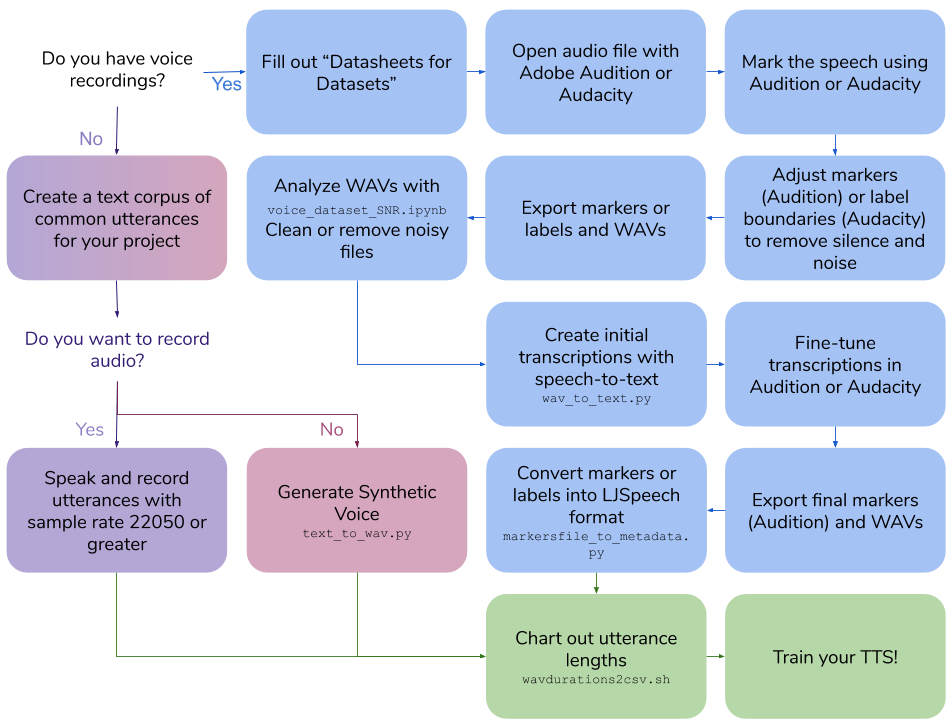 Do you have voice
recordings?
Yes
Fill out “Datasheets for
Datasets”
Open audio file with
Adobe Audition or
Audacity
Mark the speech using
Audition or Audacity
No
Create a text corpus of
common utterances
for your project
Analyze WAVs with
voice_dataset_SNR.ipynb
Clean or remove noisy
files
Export markers or
labels and WAVs
Adjust markers
(Audition) or label
boundaries (Audacity)
to remove silence and
noise
Do you want to record
audio?
Create initial
transcriptions with
speech-to-text
wav_to_text.py
Fine-tune
transcriptions in
Audition or Audacity
Yes
No
Speak and record
utterances with
sample rate 22050 or
greater
Generate Synthetic
Voice
text_to_wav.py
Convert markers or
labels into LJSpeech
format
markersfile_to_metadata.
py
Export final markers
(Audition) and WAVs
Chart out utterance
lengths
wavdurations2csv.sh
Train your TTS!